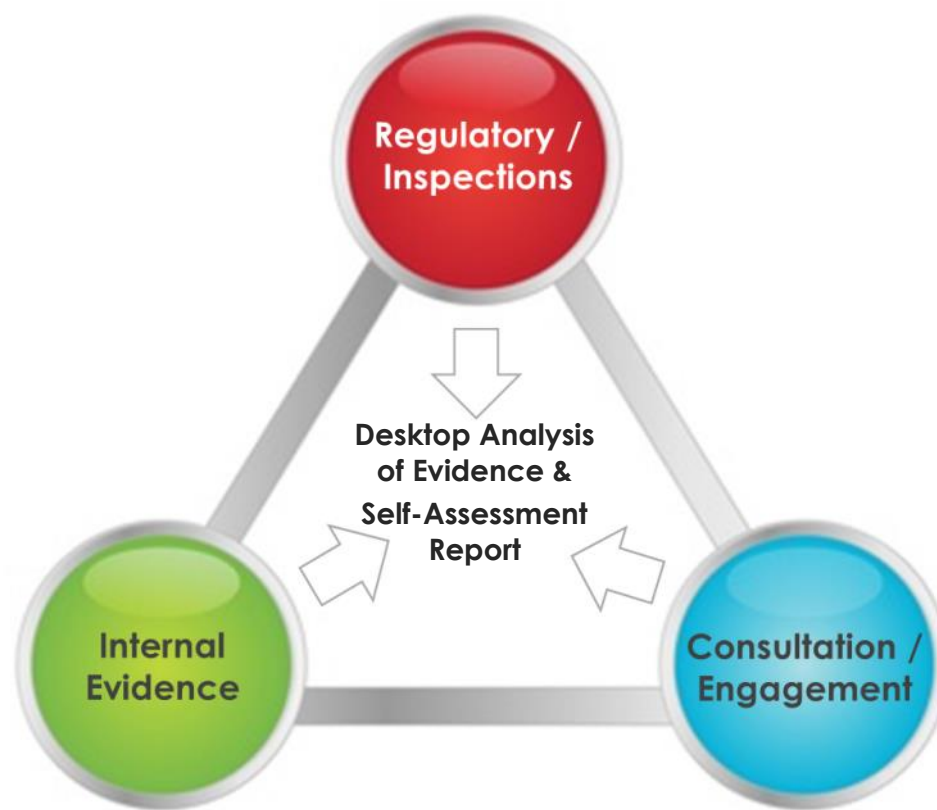 Regulatory /
Inspections
Desktop Analysis
of Evidence &
Self-Assessment
Report
Internal
Evidence
Consultation /
Engagement